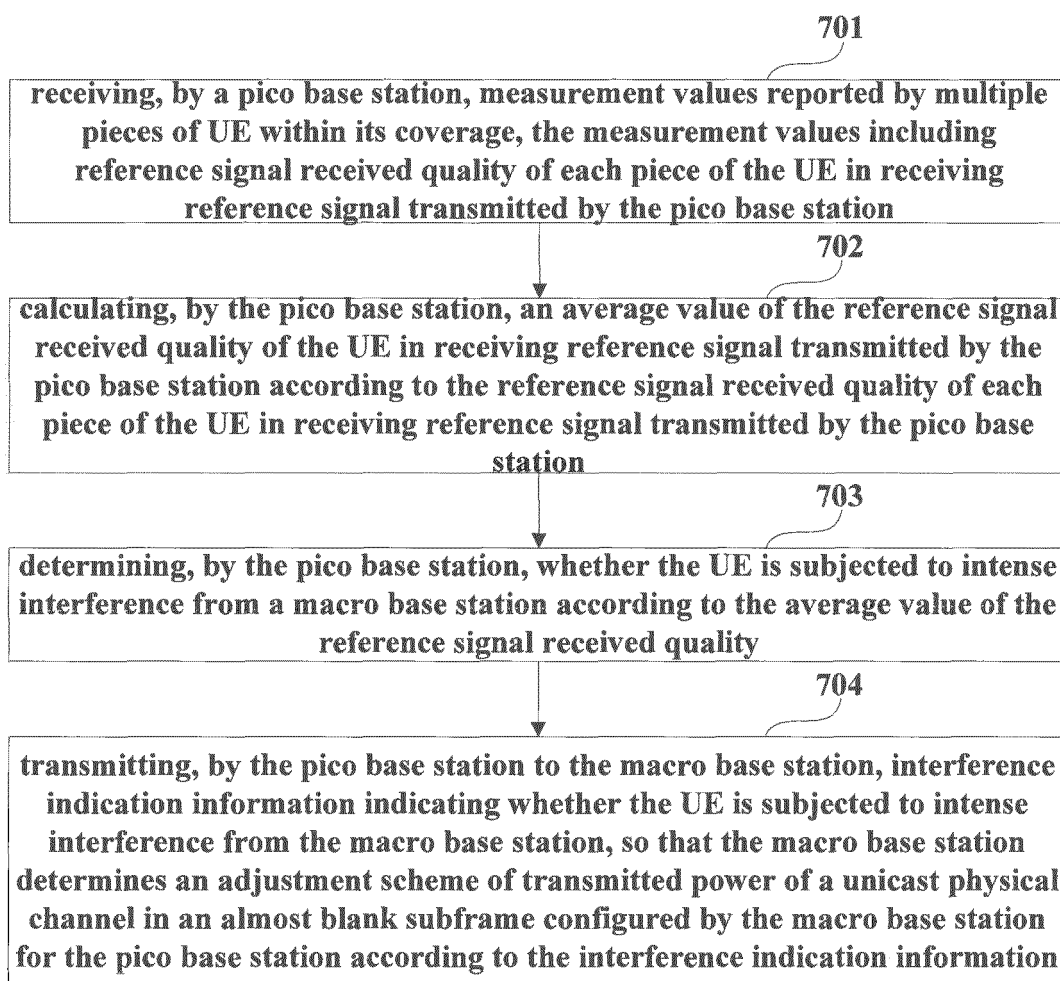 701
receiving, by a pico base station, measurement values reported by multiple
pieces of UE within its coverage, the measurement values including
reference signal received quality of each piece of the UE in receiving
reference signal transmitted by the pico base station
702
calculating, by the pico base station, an average value of the reference signal
received quality of the UE in receiving reference signal transmitted by the
pico base station according to the reference signal received quality of each
piece of the UE in receiving reference signal transmitted by the pico base
station
703
determining, by the pico base station, whether the UE is subjected to intense
interference from a macro base station according to the average value of the
reference signal received quality
704
transmitting, by the pico base station to the macro base station, interference
indication information indicating whether the UE is subjected to intense
interference from the macro base station, so that the macro base station
determines an adjustment scheme of transmitted power of a unicast physical
channel in an almost blank subframe configured by the macro base station
for the pico base station according to the interference indication information